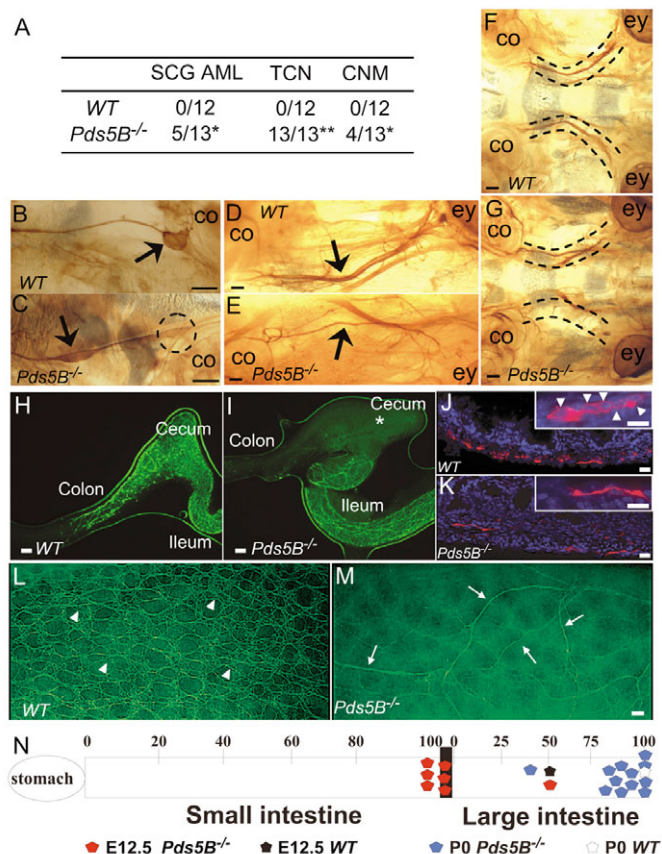 A
SCG AML TCN CNM
WT 0/12 0/12 0/12
Pds5B-/- 5/13* 13/13** 4/13*
F
co ey
co ey
WT
B
co
WT
C
co
Pds5B-/-
D WT ey
co
E
co ey
Pds5B-/-
G
co ey
co ey
Pds5B-/-
H
Cecum
Colon
Ileum
WT
I
Cecum
*
Colon
Ileum
Pds5B-/-
J
WT
K
Pds5B-/-
L
WT
M
Pds5B-/-
N
0 20 40 60 80 100 0 25 50 75 100
stomach
Small intestine Large intestine
E12.5 Pds5B-/- E12.5 WT P0 Pds5B-/- P0 WT